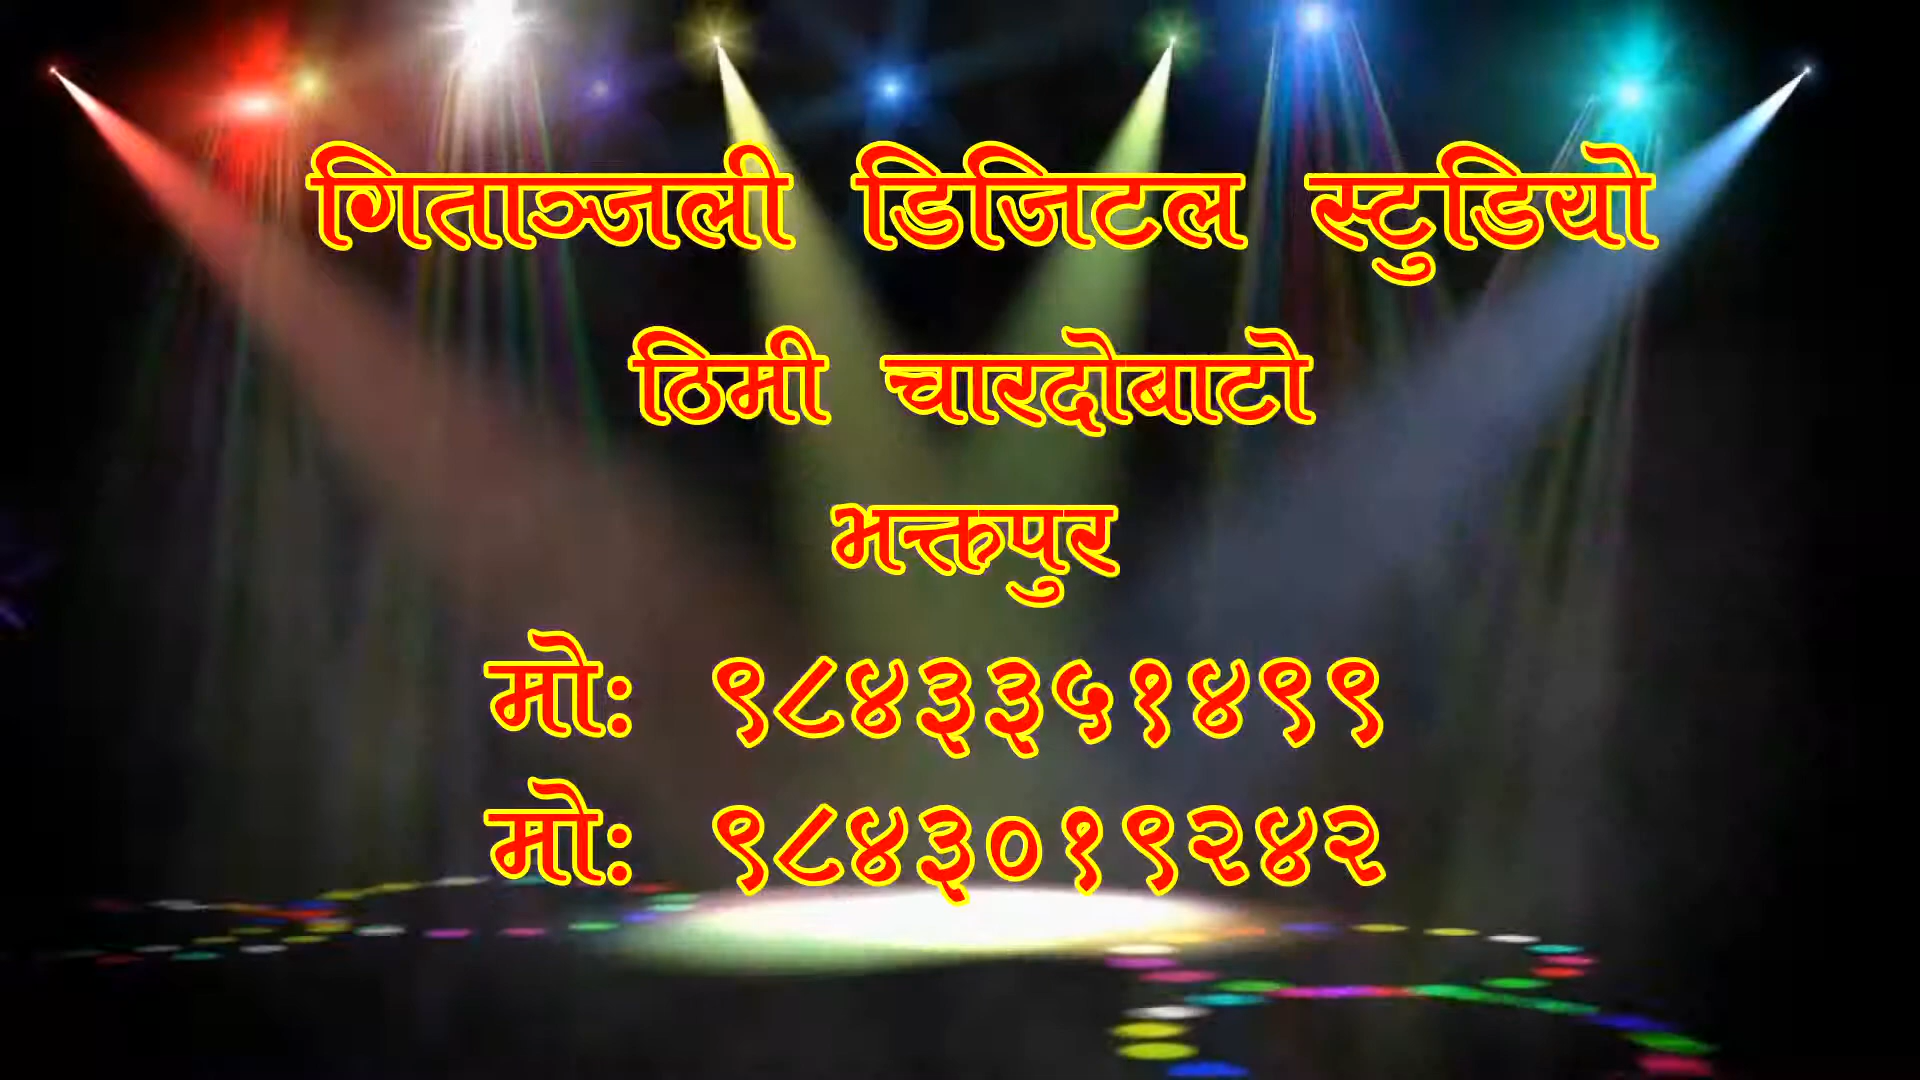 गिताञ्जली डिजिटल स्टुडियो
ठिमी चारदोबाटो
भक्तपुर
मो: ९८४३३५१४९९
मो: ९८४३०१९२४२